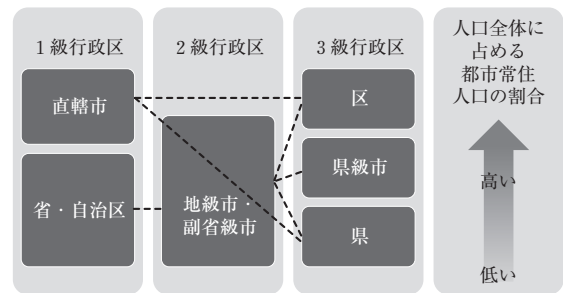 1級行政区
2級行政区
3級行政区
人口全体に
占める
都市常住
人口の割合
直轄市
省・自治区
地級市・
副省級市
区
県級市
県
高い
低い